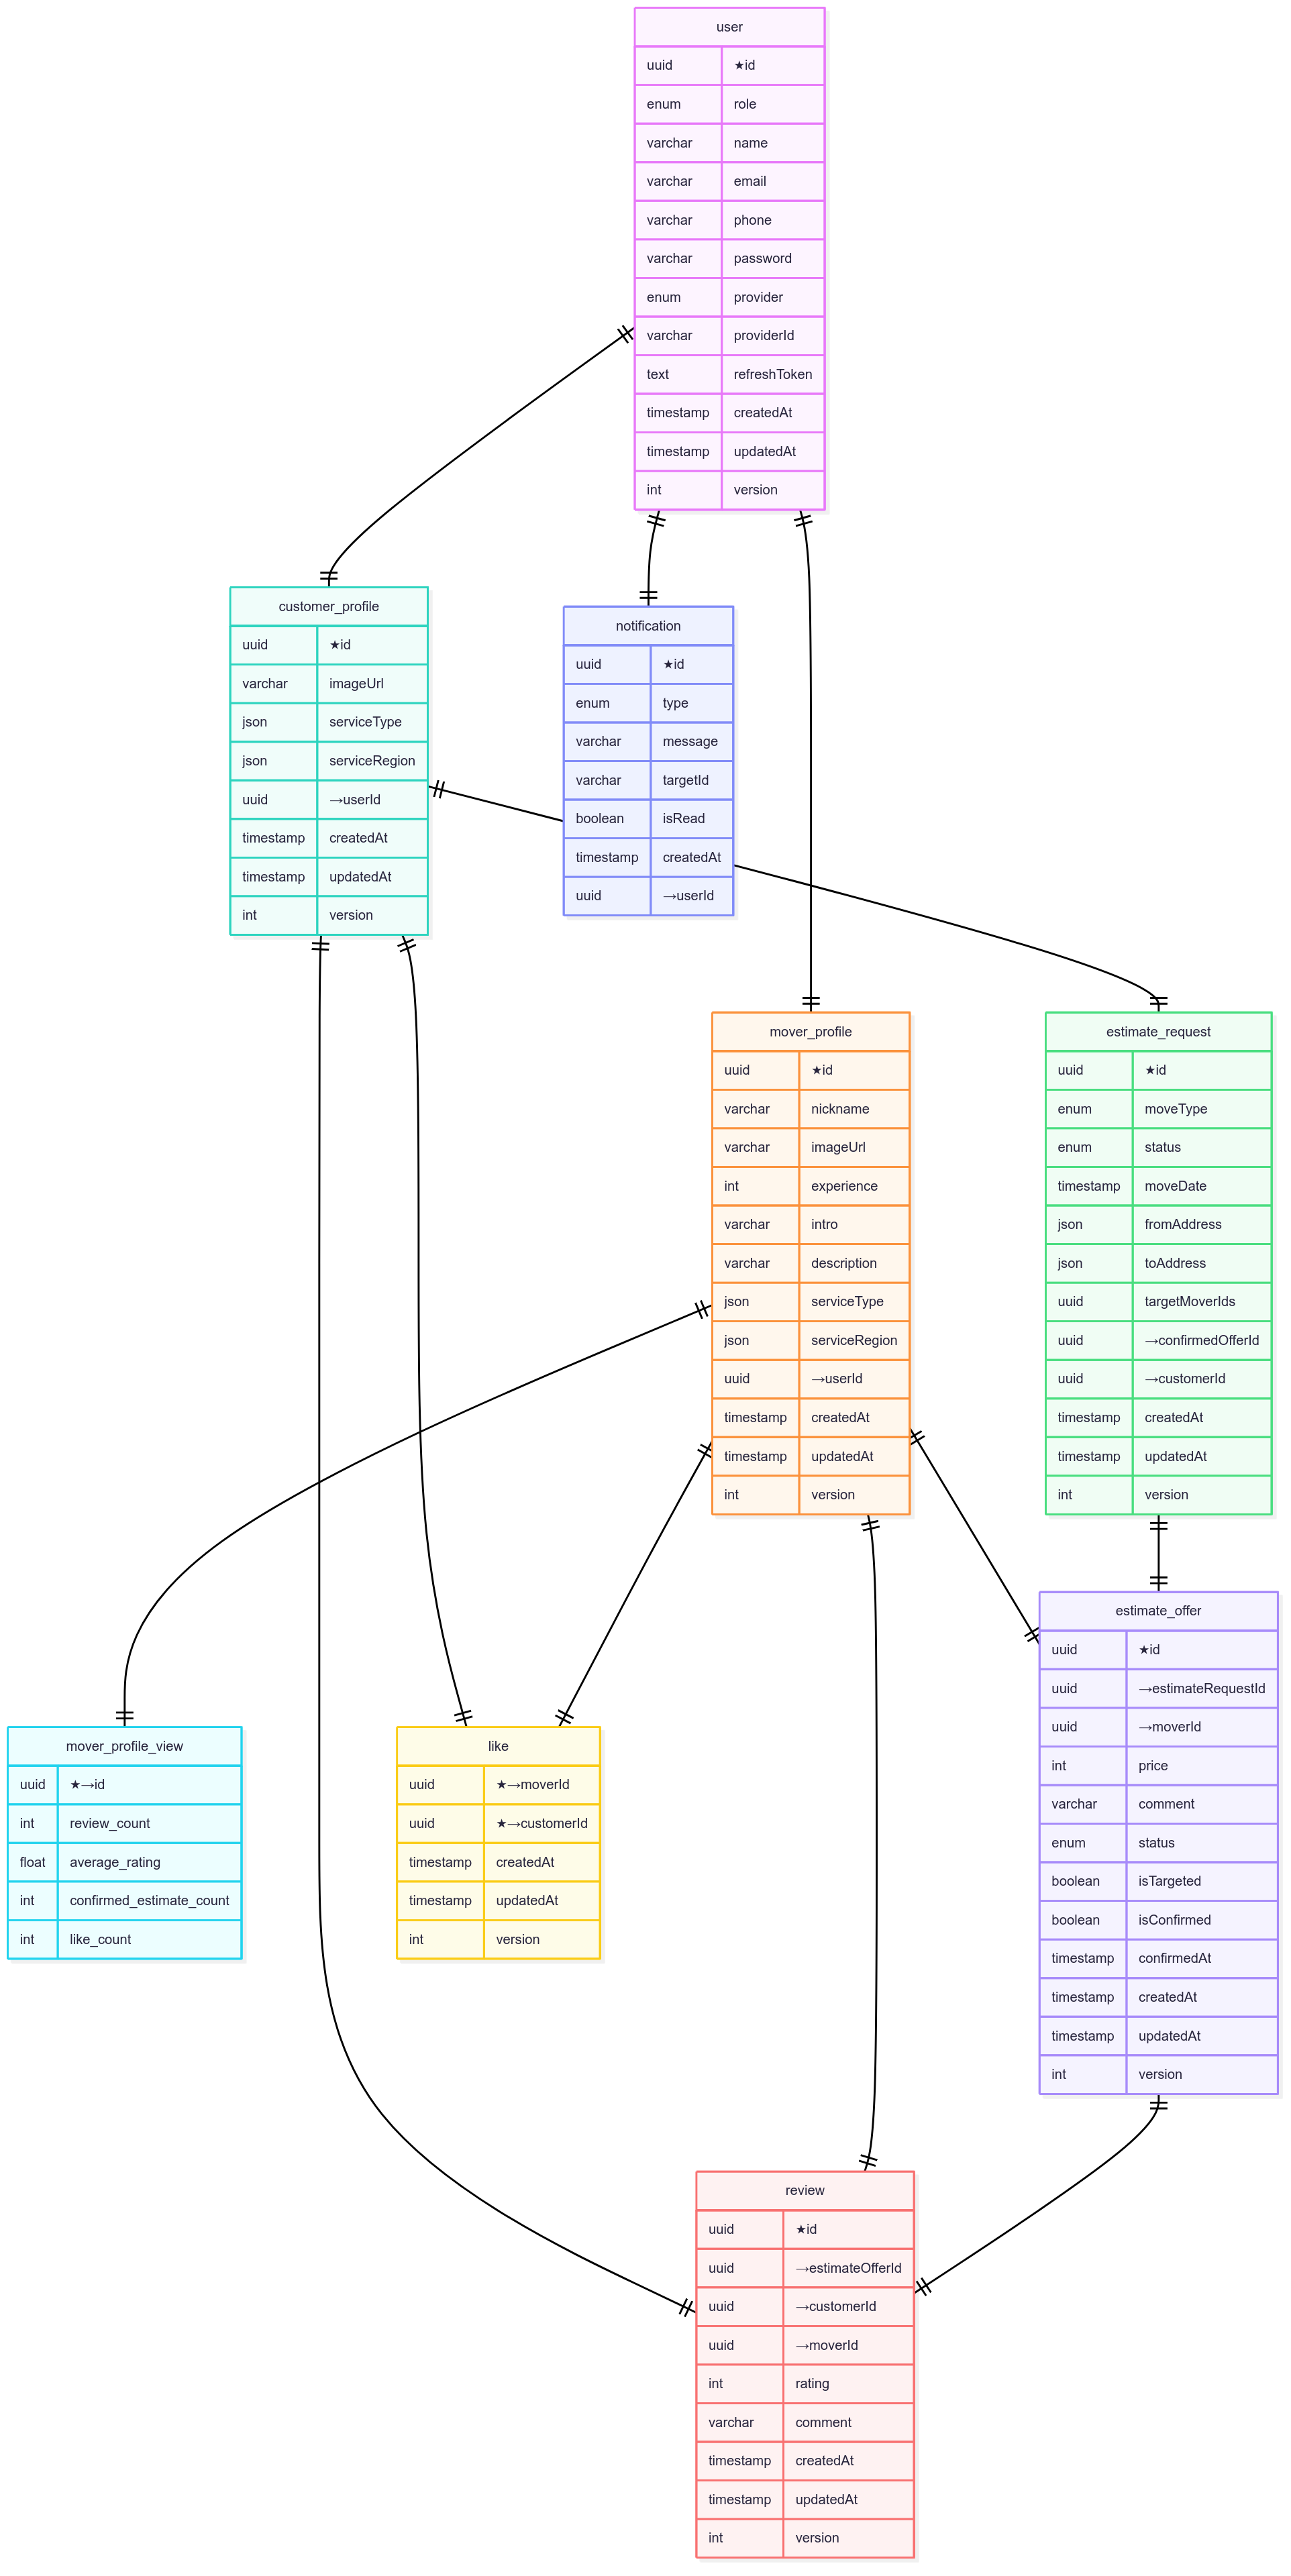 user
uuid ★id
enum role
varchar name
varchar email
varchar phone
varchar password
enum provider
varchar providerId
text refreshToken
timestamp createdAt
timestamp updatedAt
int version
customer_profile
uuid ★id
varchar imageUrl
json serviceType
json serviceRegion
uuid →userId
timestamp createdAt
timestamp updatedAt
int version
notification
uuid ★id
enum type
varchar message
varchar targetId
boolean isRead
timestamp createdAt
uuid →userId
mover_profile
uuid ★id
varchar nickname
varchar imageUrl
int experience
varchar intro
varchar description
json serviceType
json serviceRegion
uuid →userId
timestamp createdAt
timestamp updatedAt
int version
estimate_request
uuid ★id
enum moveType
enum status
timestamp moveDate
json fromAddress
json toAddress
uuid targetMoverIds
uuid →confirmedOfferId
uuid →customerId
timestamp createdAt
timestamp updatedAt
int version
estimate_offer
uuid ★id
uuid →estimateRequestId
uuid →moverId
int price
varchar comment
enum status
boolean isTargeted
boolean isConfirmed
timestamp confirmedAt
timestamp createdAt
timestamp updatedAt
int version
mover_profile_view
uuid ★→id
int review_count
float average_rating
int confirmed_estimate_count
int like_count
like
uuid ★→moverId
uuid ★→customerId
timestamp createdAt
timestamp updatedAt
int version
review
uuid ★id
uuid →estimateOfferId
uuid →customerId
uuid →moverId
int rating
varchar comment
timestamp createdAt
timestamp updatedAt
int version